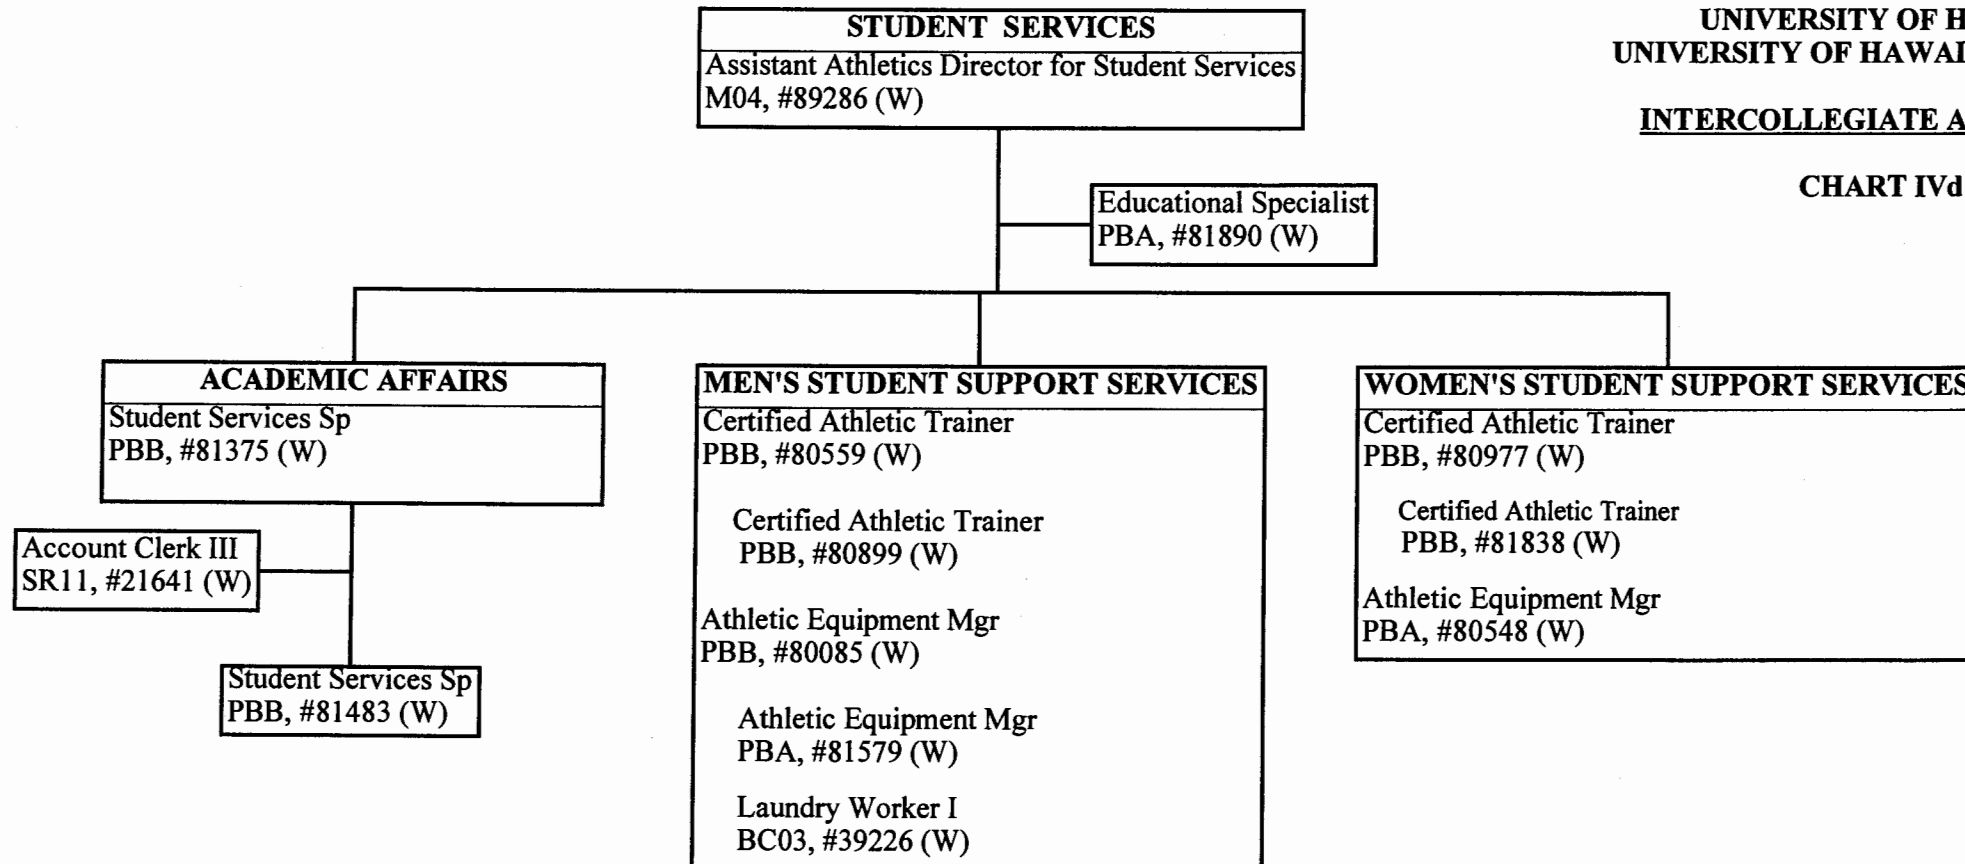 STUDENT SERVICES
Assistant Athletics Director for Student Services
M04, #89286 (W)
UNIVERSITY OF H
UNIVERSITY OF HAWAI
INTERCOLLEGIATE A
CHART IVd
Educational Specialist
PBA, #81890 (W)
ACADEMIC AFFAIRS
Student Services Sp
PBB, #81375 (W)
Account Clerk III
SR11, #21641 (W)
Student Services Sp
PBB, #81483 (W)
MEN'S STUDENT SUPPORT SERVICES
Certified Athletic Trainer
PBB, #80559 (W)
Certified Athletic Trainer
PBB, #80899 (W)
Athletic Equipment Mgr
PBB, #80085 (W)
Athletic Equipment Mgr
PBA, #81579 (W)
Laundry Worker I
BC03, #39226 (W)
WOMEN'S STUDENT SUPPORT SERVICES
Certified Athletic Trainer
PBB, #80977 (W)
Certified Athletic Trainer
PBB, #81838 (W)
Athletic Equipment Mgr
PBA, #80548 (W)